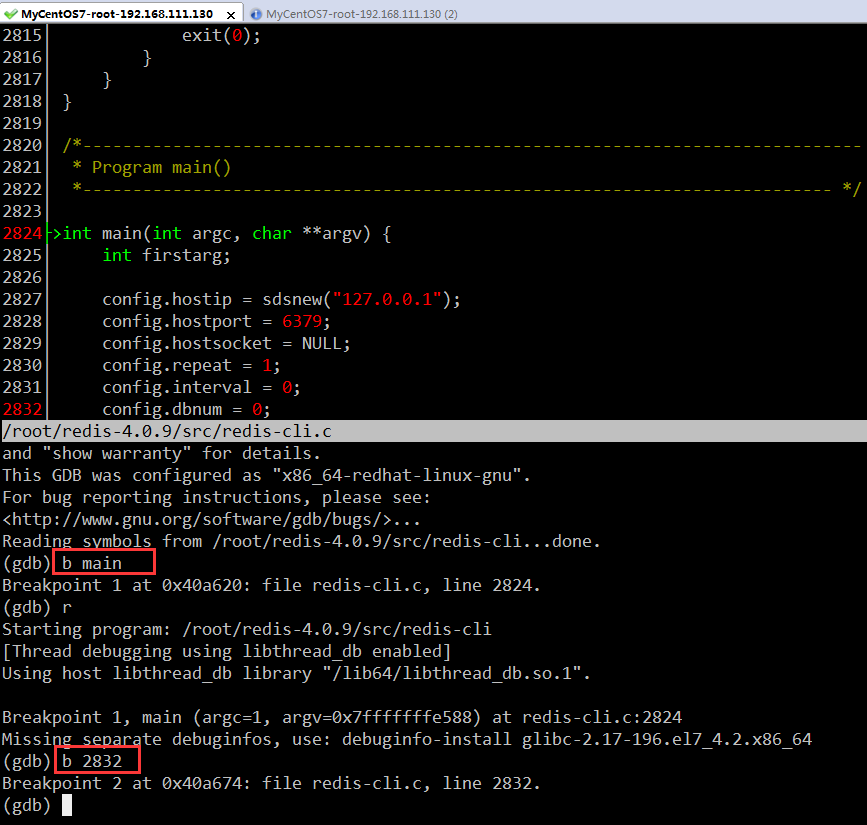 MyCentOS7-root-192.168.111.130 x MyCentOS7-root-192.168.111.130 (2)
2815 exit(0);
2816 }
2817 }
2818 }
2819
2820 /*------------------------------------------------------------------------------
2821 * Program main()
2822 *--------------------------------------------------------------------------- */
2823
2824 ->int main(int argc, char **argv) {
2825 int firstarg;
2826
2827 config.hostip = sdsnew("127.0.0.1");
2828 config.hostport = 6379;
2829 config.hostsocket = NULL;
2830 config.repeat = 1;
2831 config.interval = 0;
2832 config.dbnum = 0;
/root/redis-4.0.9/src/redis-cli.c
and "show warranty" for details.
This GDB was configured as "x86_64-redhat-linux-gnu".
For bug reporting instructions, please see:
<http://www.gnu.org/software/gdb/bugs/>...
Reading symbols from /root/redis-4.0.9/src/redis-cli...done.
(gdb) b main
Breakpoint 1 at 0x40a620: file redis-cli.c, line 2824.
(gdb) r
Starting program: /root/redis-4.0.9/src/redis-cli
[Thread debugging using libthread_db enabled]
Using host libthread_db library "/lib64/libthread_db.so.1".
Breakpoint 1, main (argc=1, argv=0x7fffffffe588) at redis-cli.c:2824
Missing separate debuginfos, use: debuginfo-install glibc-2.17-196.el7_4.2.x86_64
(gdb) b 2832
Breakpoint 2 at 0x40a674: file redis-cli.c, line 2832.
(gdb)